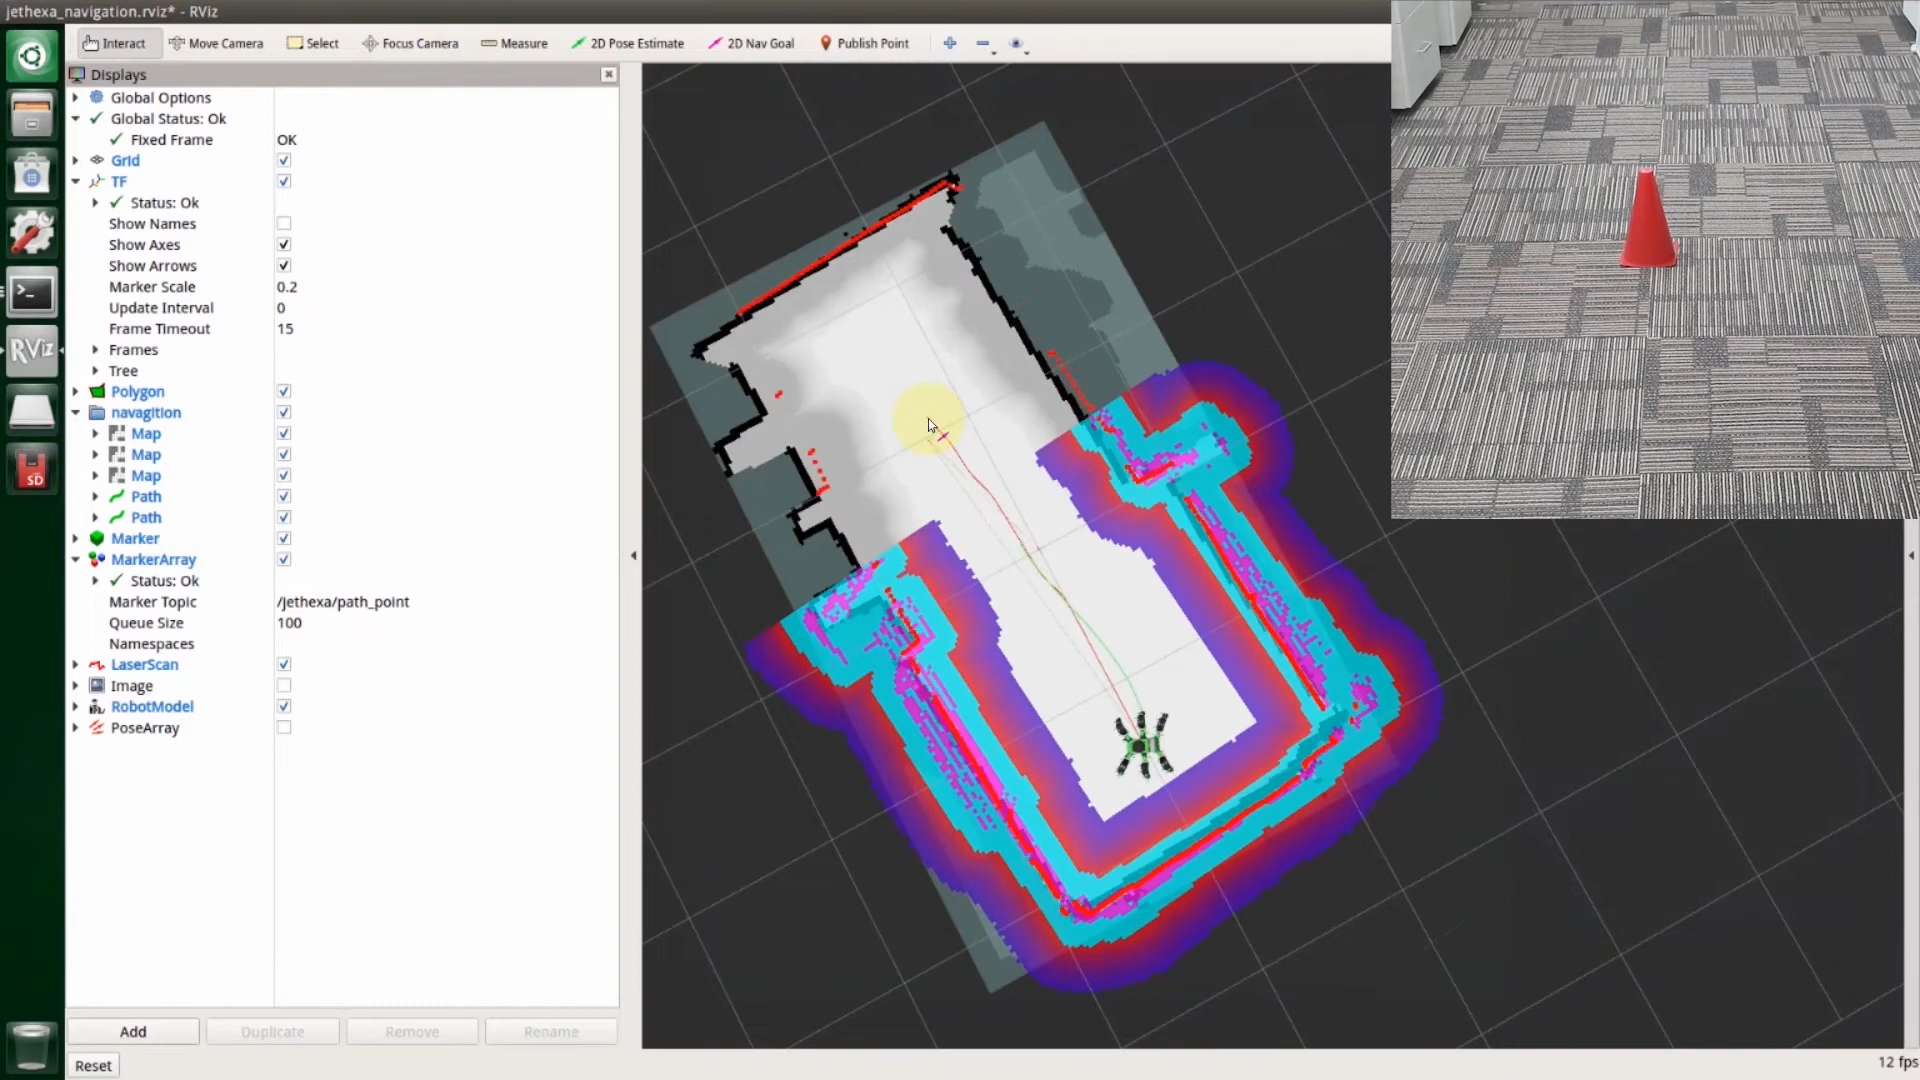 jethexa_navigation.rviz* - RViz
Interact Move Camera Select Focus Camera Measure 2D Pose Estimate 2D Nav Goal Publish Point
Displays
Global Options
Global Status: Ok
Fixed Frame OK
Grid
TF
Status: Ok
Show Names
Show Axes
Show Arrows
Marker Scale 0.2
Update Interval 0
Frame Timeout 15
Frames
Tree
Polygon
navagition
Map
Map
Map
Path
Path
Marker
MarkerArray
Status: Ok
Marker Topic /jethexa/path_point
Queue Size 100
Namespaces
LaserScan
Image
RobotModel
PoseArray
RViz
SD
Add Duplicate Remove Rename
Reset
12 fps